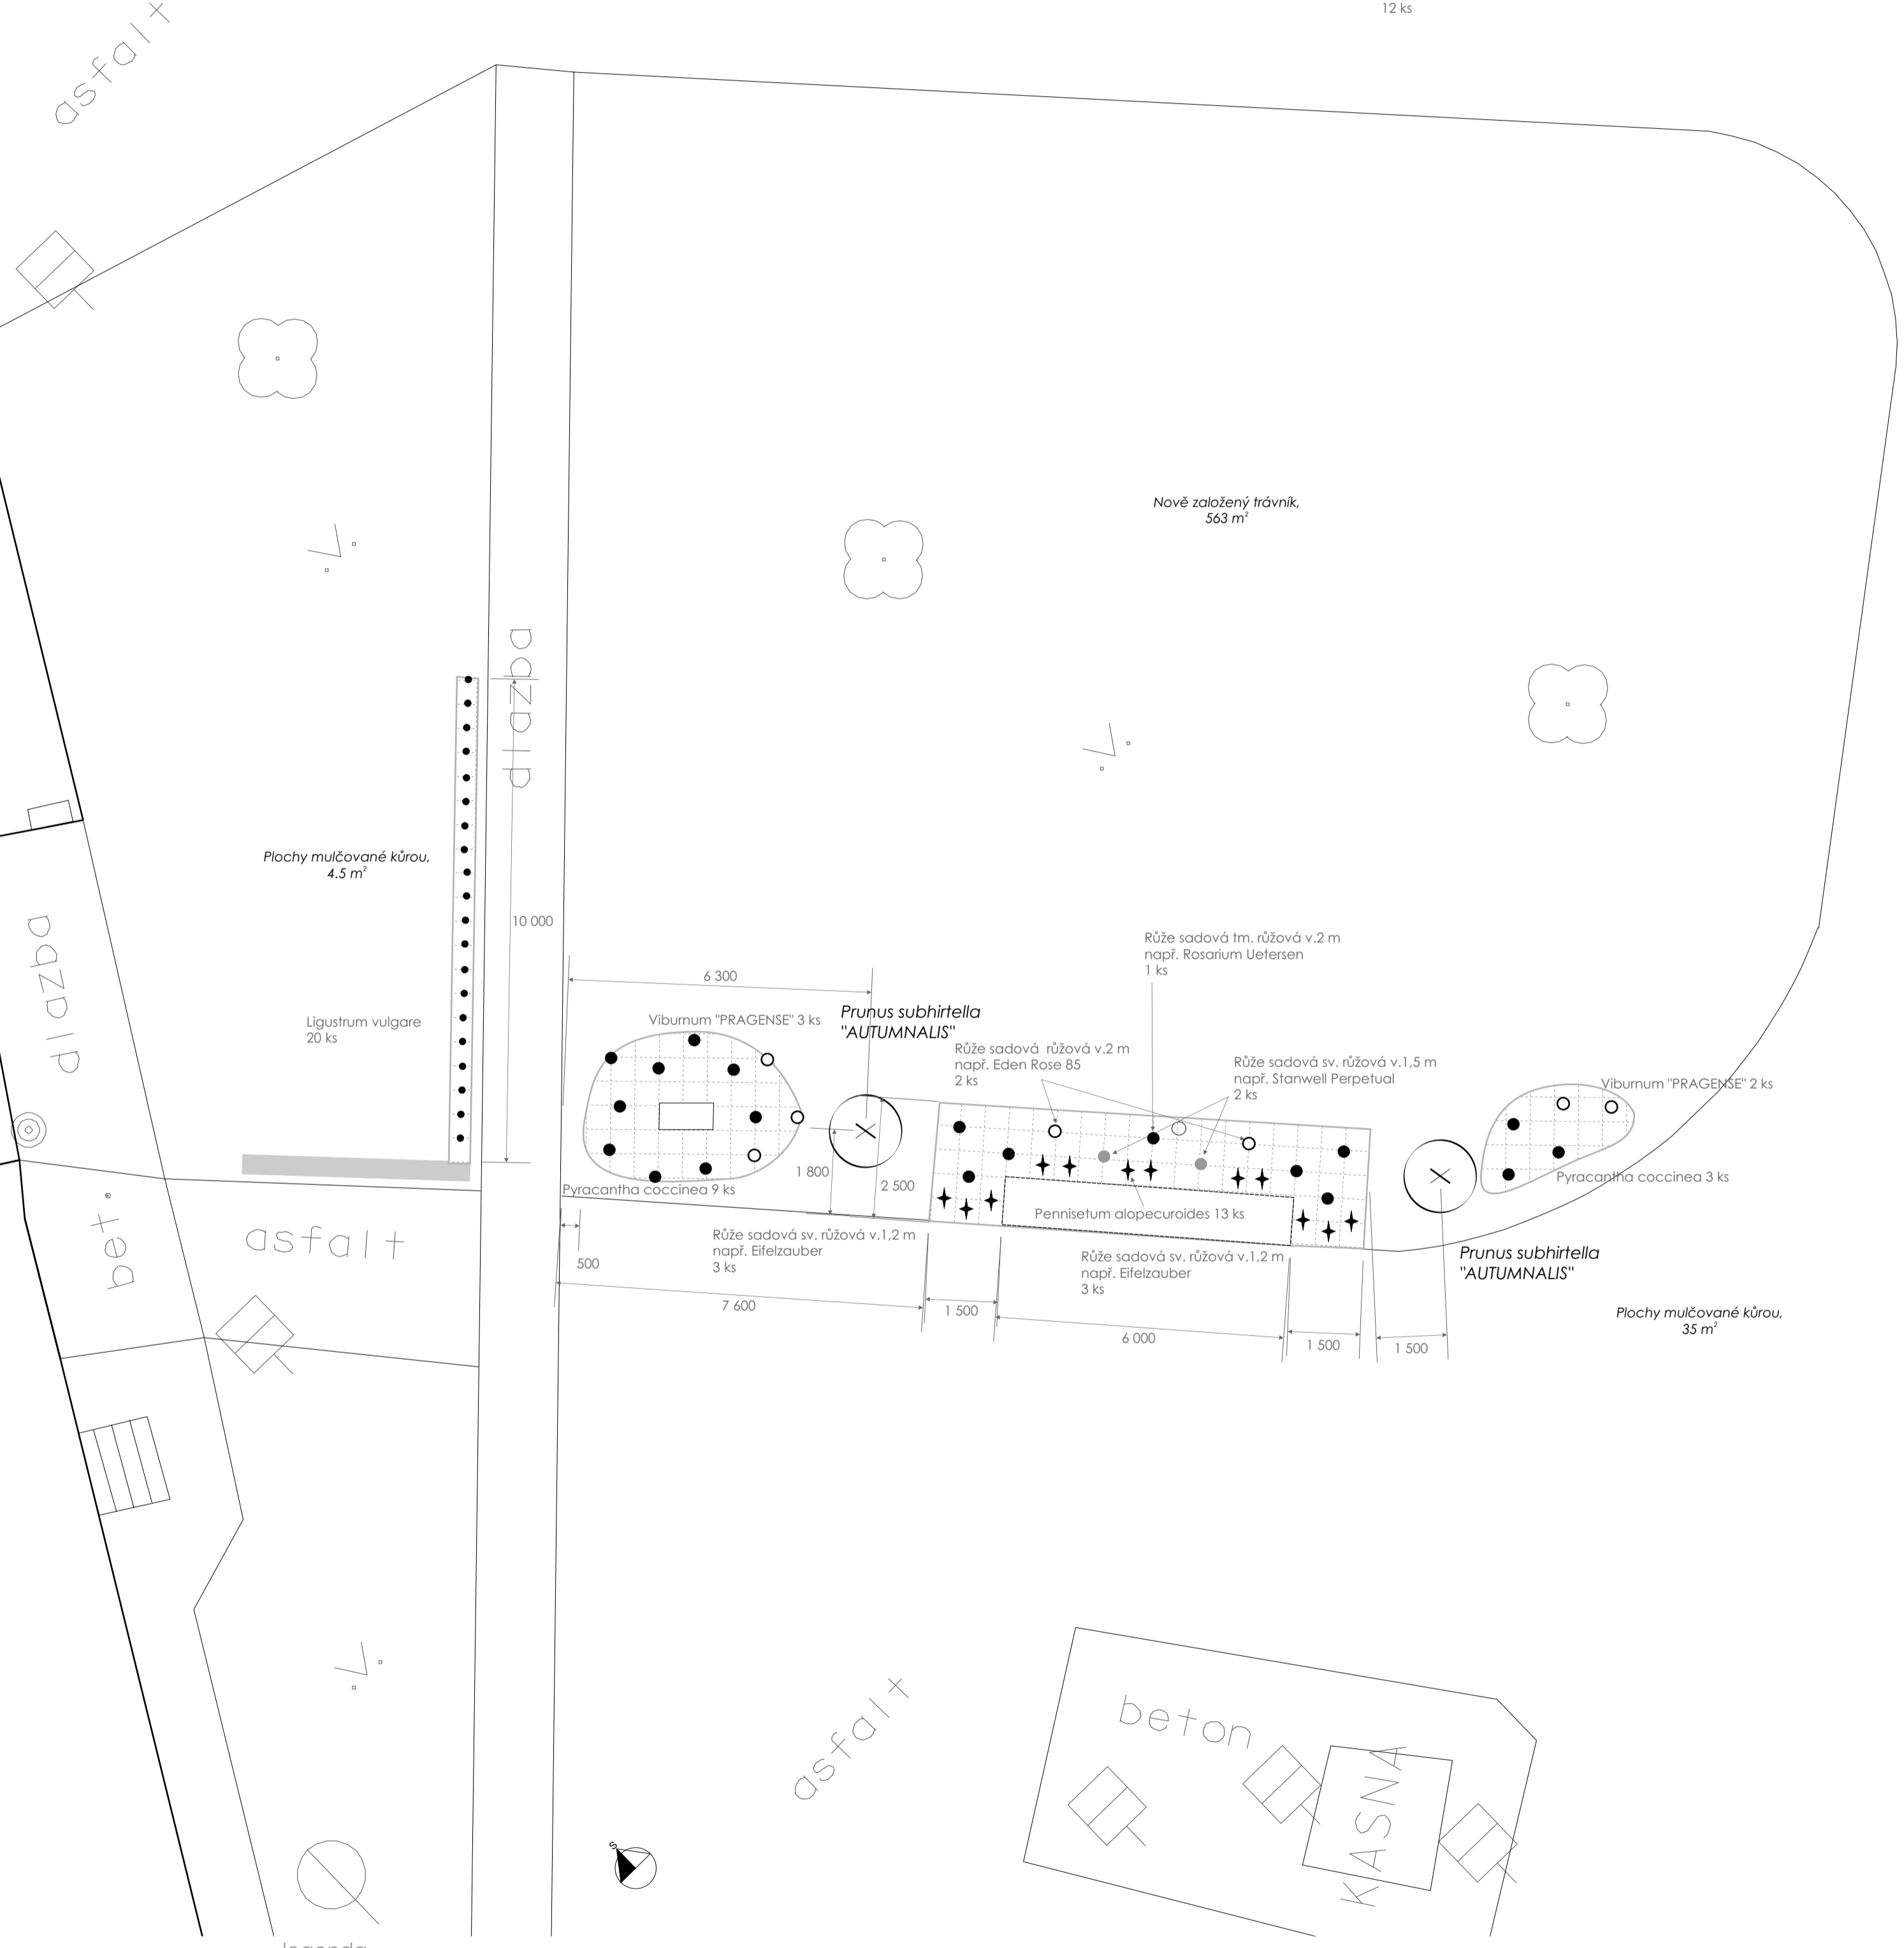 12 ks
asfalt
Nově založený trávník,
563 m²
dlazba
Plochy mulčované kůrou,
4.5 m²
10 000
dlazba
Růže sadová tm. růžová v.2 m
např. Rosarium Uetersen
1 ks
6 300
Ligustrum vulgare
20 ks
Viburnum "PRAGENSE" 3 ks
Prunus subhirtella
"AUTUMNALIS"
Růže sadová  růžová v.2 m
např. Eden Rose 85
2 ks
Růže sadová sv. růžová v.1,5 m
např. Stanwell Perpetual
2 ks
Viburnum "PRAGENSE" 2 ks
1 800
2 500
Pyracantha coccinea 9 ks
Pyracantha coccinea 3 ks
Pennisetum alopecuroides 13 ks
bet.
asfalt
Růže sadová sv. růžová v.1,2 m
např. Eifelzauber
3 ks
500
Růže sadová sv. růžová v.1,2 m
např. Eifelzauber
3 ks
Prunus subhirtella
"AUTUMNALIS"
7 600
1 500
6 000
1 500
1 500
Plochy mulčované kůrou,
35 m²
asfalt
beton
KASNA
S
legenda